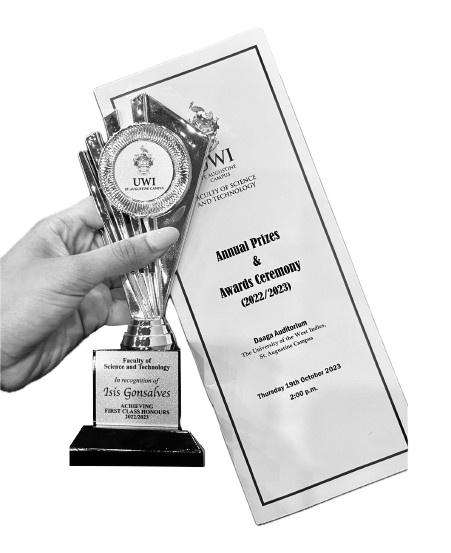 UWI
ST. AUGUSTINE CAMPUS
Faculty of
Science and Technology
In recognition of
Isis Gonsalves
ACHIEVING
FIRST CLASS HONOURS
2022/2023
UWI
ST. AUGUSTINE
CAMPUS
FACULTY OF SCIENCE
AND TECHNOLOGY
Annual Prizes
&
Awards Ceremony
(2022/2023)
Daaga Auditorium
The University of the West Indies,
St. Augustine Campus
Thursday 19th October 2023
2:00 p.m.